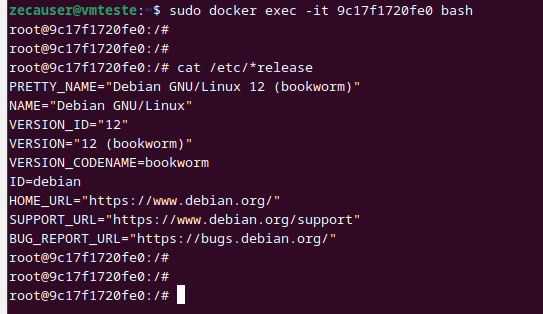 zecauser@vmteste:~$ sudo docker exec -it 9c17f1720fe0 bash
root@9c17f1720fe0:/#
root@9c17f1720fe0:/#
root@9c17f1720fe0:/# cat /etc/*release
PRETTY_NAME="Debian GNU/Linux 12 (bookworm)"
NAME="Debian GNU/Linux"
VERSION_ID="12"
VERSION="12 (bookworm)"
VERSION_CODENAME=bookworm
ID=debian
HOME_URL="https://www.debian.org/"
SUPPORT_URL="https://www.debian.org/support"
BUG_REPORT_URL="https://bugs.debian.org/"
root@9c17f1720fe0:/#
root@9c17f1720fe0:/#
root@9c17f1720fe0:/#